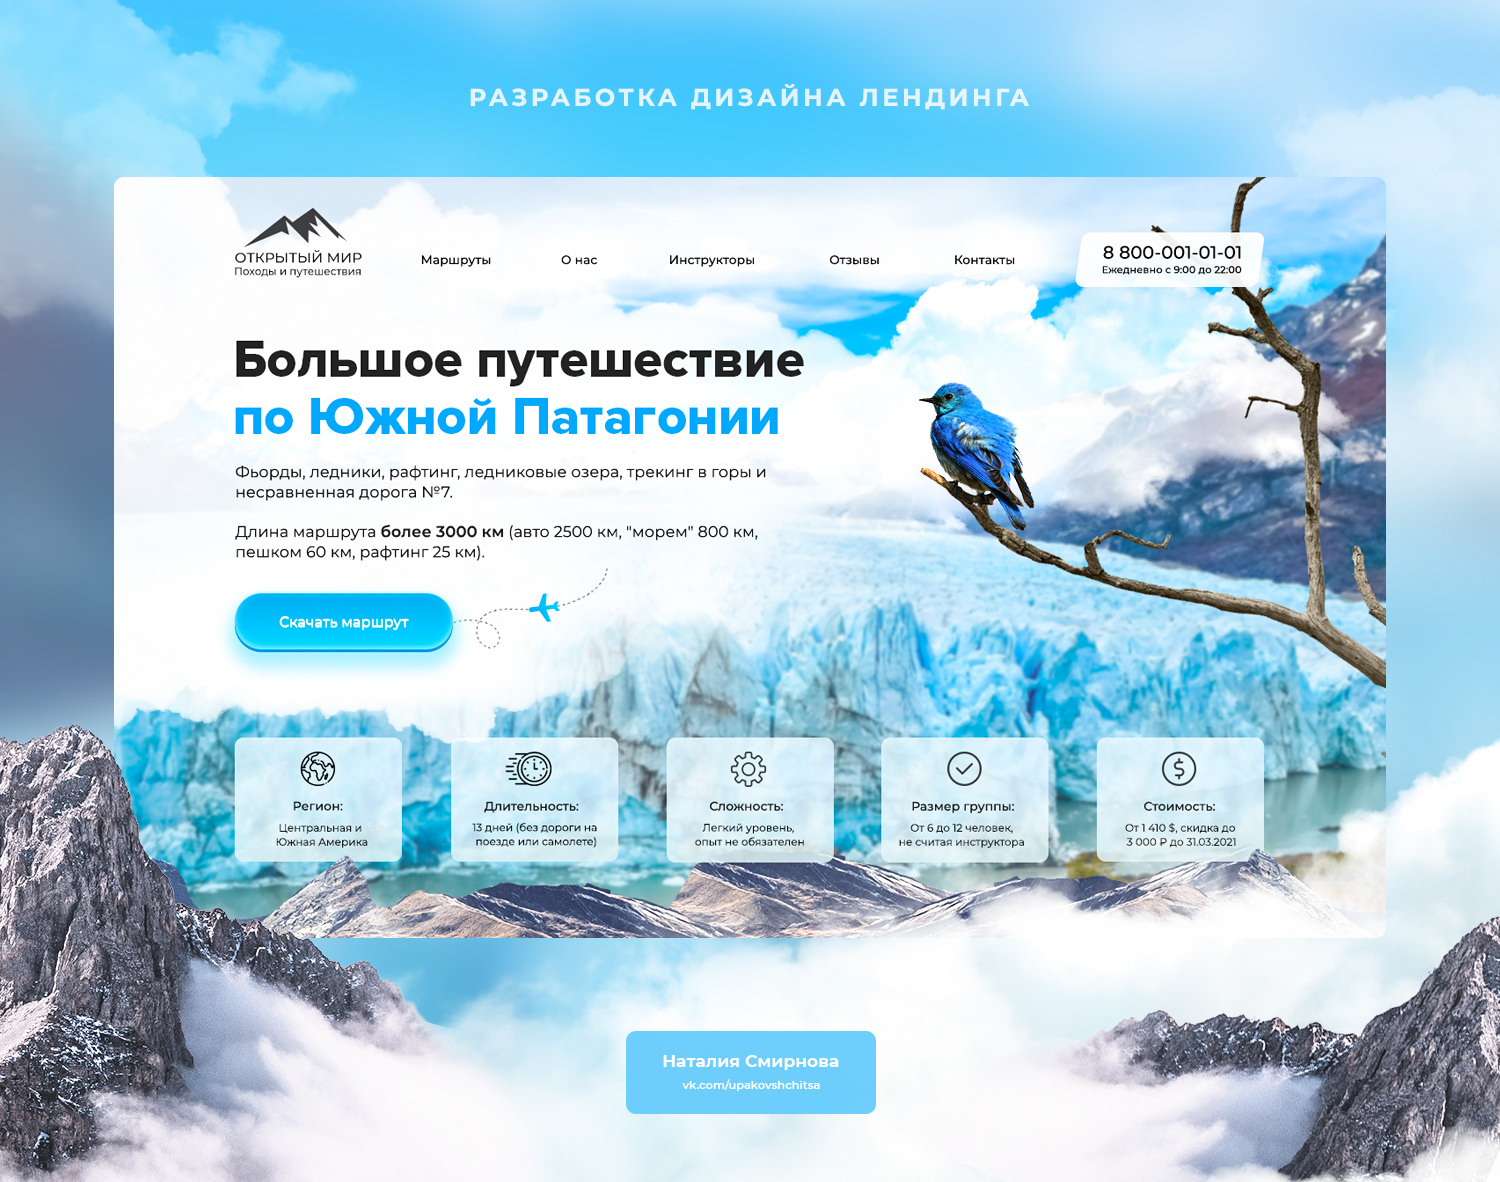 РАЗРАБОТКА ДИЗАЙНА ЛЕНДИНГА
ОТКРЫТЫЙ МИР
Походы и путешествия
Маршруты
О нас
Инструкторы
Отзывы
Контакты
8 800-001-01-01
Ежедневно с 9:00 до 22:00
Большое путешествие
по Южной Патагонии
Фьорды, ледники, рафтинг, ледниковые озера, трекинг в горы и
несравненная дорога №7.
Длина маршрута более 3000 км (авто 2500 км, "морем" 800 км,
пешком 60 км, рафтинг 25 км).
Скачать маршрут
Регион:
Центральная и
Южная Америка
Длительность:
13 дней (без дороги на
поезде или самолете)
Сложность:
Легкий уровень,
опыт не обязателен
Размер группы:
От 6 до 12 человек,
не считая инструктора
Стоимость:
От 1 410 $, скидка до
3 000 ₽ до 31.03.2021
Наталия Смирнова
vk.com/upakovshchitsa